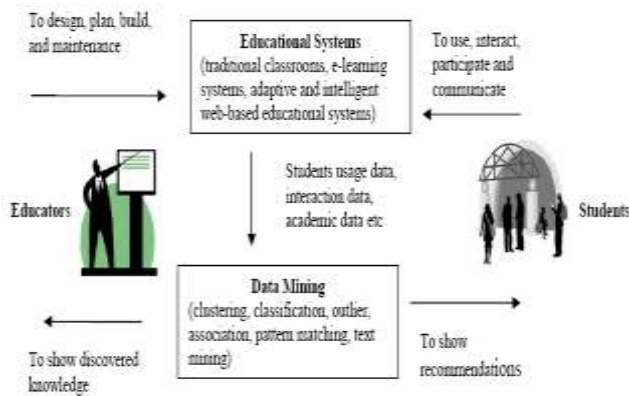 To design, plan, build,
and maintenance
Educational Systems
(traditional classrooms, e-learning
systems, adaptive and intelligent
web-based educational systems)
To use, interact,
participate and
communicate
Educators
Students usage data,
interaction data,
academic data etc
Students
Data Mining
(clustering, classification, outlier,
association, pattern matching, text
mining)
To show discovered
knowledge
To show
recommendations